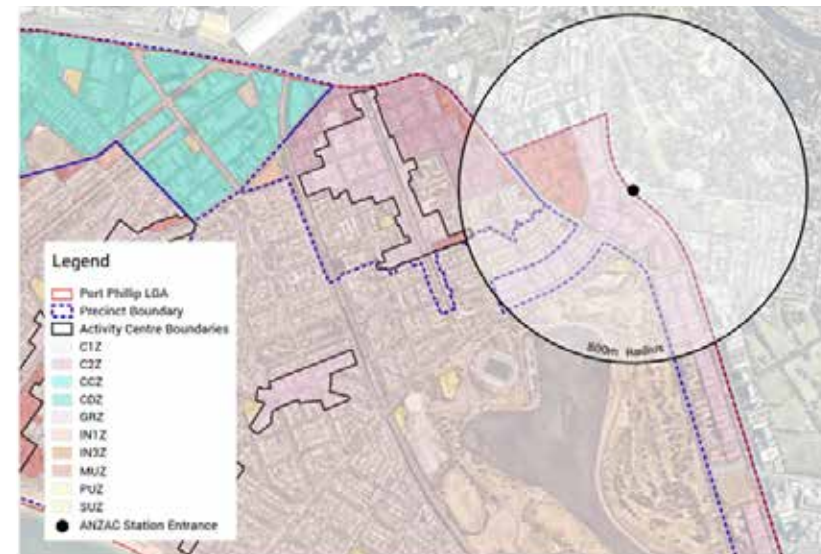 800m Radius
Legend
Port Phillip LGA
Precinct Boundary
Activity Centre Boundaries
C1Z
C2Z
CCZ
CDZ
GRZ
IN1Z
IN3Z
MUZ
PUZ
SUZ
ANZAC Station Entrance